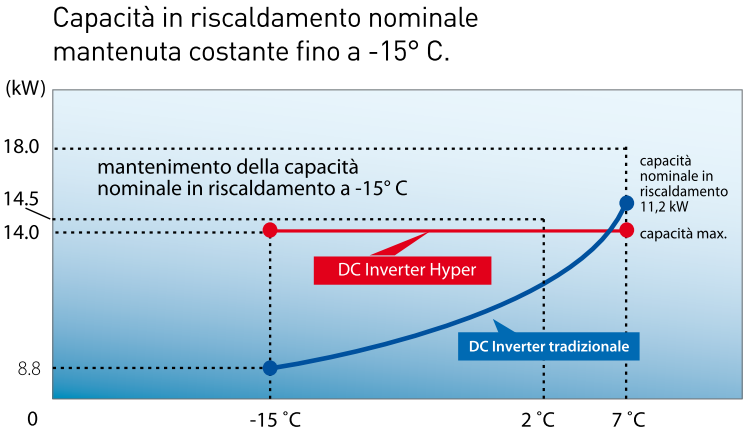 Capacità in riscaldamento nominale
mantenuta costante fino a -15° C.
(kW)
18.0
mantenimento della capacità
nominale in riscaldamento a -15° C
capacità
nominale in
riscaldamento
11,2 kW
14.5
14.0
capacità max.
DC Inverter Hyper
DC Inverter tradizionale
8.8
0
-15 ˚C
2 ˚C
7 ˚C